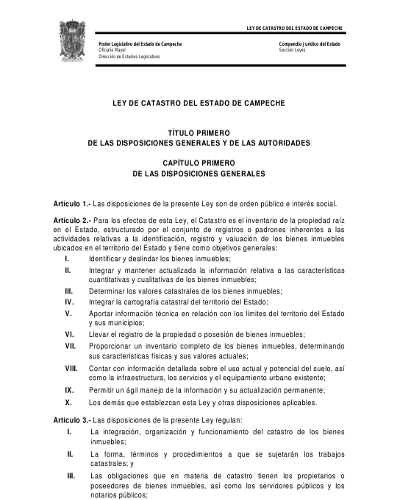 LEY DE CATASTRO DEL ESTADO DE CAMPECHE
Poder Legislativo del Estado de Campeche
Compendio Jurídico del Estado
Oficialía Mayor
Sección Leyes
Dirección de Estudios Legislativos
LEY DE CATASTRO DEL ESTADO DE CAMPECHE
TÍTULO PRIMERO
DE LAS DISPOSICIONES GENERALES Y DE LAS AUTORIDADES
CAPÍTULO PRIMERO
DE LAS DISPOSICIONES GENERALES
Artículo 1.- Las disposiciones de la presente Ley son de orden público e interés social.
Artículo 2.- Para los efectos de esta Ley, el Catastro es el inventario de la propiedad raíz
en el Estado, estructurado por el conjunto de registros o padrones inherentes a las
actividades relativas a la identificación, registro y valuación de los bienes inmuebles
ubicados en el territorio del Estado y tiene como objetivos generales:
I. Identificar y deslindar los bienes inmuebles;
II. Integrar y mantener actualizada la información relativa a las características
cuantitativas y cualitativas de los bienes inmuebles;
III. Determinar los valores catastrales de los bienes inmuebles;
IV. Integrar la cartografía catastral del territorio del Estado;
V. Aportar información técnica en relación con los límites del territorio del Estado
y sus municipios;
VI. Llevar el registro de la propiedad o posesión de bienes inmuebles;
VII. Proporcionar un inventario completo de los bienes inmuebles, determinando
sus características físicas y sus valores actuales;
VIII. Contar con información detallada sobre el uso actual y potencial del suelo, así
como la infraestructura, los servicios y el equipamiento urbano existente;
IX. Permitir un ágil manejo de la información y su actualización permanente;
X. Los demás que establezcan esta Ley y otras disposiciones aplicables.
Artículo 3.- Las disposiciones de la presente Ley regulan:
I. La integración, organización y funcionamiento del catastro de los bienes
inmuebles;
II. La forma, términos y procedimientos a que se sujetarán los trabajos
catastrales; y
III. Las obligaciones que en materia de catastro tienen los propietarios o
poseedores de bienes inmuebles, así como los servidores públicos y los
notarios públicos;